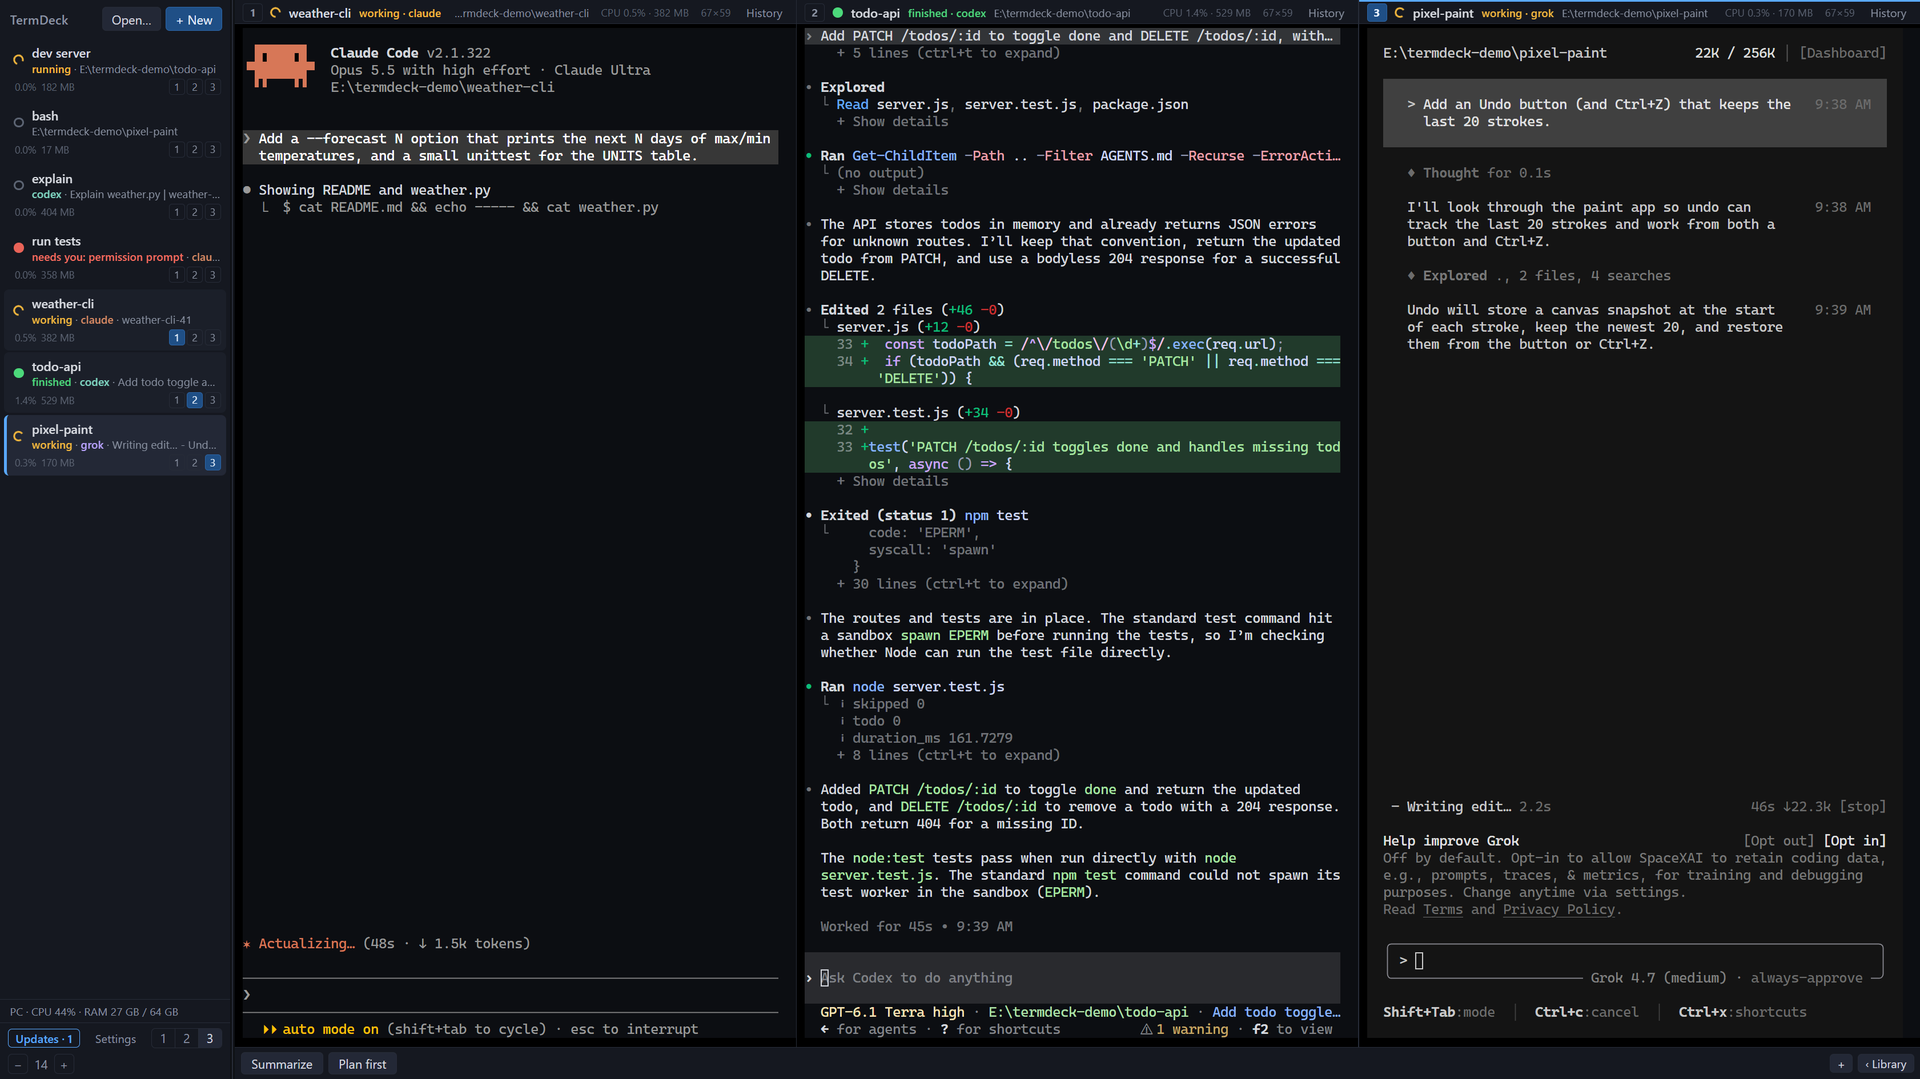 TermDeck
Open...
+ New
dev server
running · E:\termdeck-demo\todo-api
0.0% 182 MB
1 2 3
bash
E:\termdeck-demo\pixel-paint
0.0% 17 MB
1 2 3
explain
codex · Explain weather.py | weather-...
0.0% 404 MB
1 2 3
run tests
needs you: permission prompt · clau...
0.0% 358 MB
1 2 3
weather-cli
working · claude · weather-cli-41
0.5% 382 MB
1 2 3
todo-api
finished · codex · Add todo toggle a...
1.4% 529 MB
1 2 3
pixel-paint
working · grok · Writing edit... - Und...
0.3% 170 MB
1 2 3
PC · CPU 44% · RAM 27 GB / 64 GB
Updates · 1
Settings
1 2 3
− 14 +
1 weather-cli working · claude ...rmdeck-demo\weather-cli CPU 0.5% · 382 MB 67×59 History
Claude Code v2.1.322
Opus 5.5 with high effort · Claude Ultra
E:\termdeck-demo\weather-cli
❯ Add a --forecast N option that prints the next N days of max/min
temperatures, and a small unittest for the UNITS table.
● Showing README and weather.py
└ $ cat README.md && echo ----- && cat weather.py
✶ Actualizing… (48s · ↓ 1.5k tokens)
❯
⏵⏵ auto mode on (shift+tab to cycle) · esc to interrupt
2 todo-api finished · codex E:\termdeck-demo\todo-api CPU 1.4% · 529 MB 67×59 History
› Add PATCH /todos/:id to toggle done and DELETE /todos/:id, with…
+ 5 lines (ctrl+t to expand)
• Explored
└ Read server.js, server.test.js, package.json
+ Show details
• Ran Get-ChildItem -Path .. -Filter AGENTS.md -Recurse -ErrorActi…
└ (no output)
+ Show details
• The API stores todos in memory and already returns JSON errors
for unknown routes. I’ll keep that convention, return the updated
todo from PATCH, and use a bodyless 204 response for a successful
DELETE.
• Edited 2 files (+46 -0)
└ server.js (+12 -0)
33 + const todoPath = /^\/todos\/(\d+)$/.exec(req.url);
34 + if (todoPath && (req.method === 'PATCH' || req.method ===
'DELETE')) {
└ server.test.js (+34 -0)
32 +
33 +test('PATCH /todos/:id toggles done and handles missing tod
os', async () => {
+ Show details
• Exited (status 1) npm test
└ code: 'EPERM',
syscall: 'spawn'
}
+ 30 lines (ctrl+t to expand)
• The routes and tests are in place. The standard test command hit
a sandbox spawn EPERM before running the tests, so I’m checking
whether Node can run the test file directly.
• Ran node server.test.js
└ ℹ skipped 0
ℹ todo 0
ℹ duration_ms 161.7279
+ 8 lines (ctrl+t to expand)
• Added PATCH /todos/:id to toggle done and return the updated
todo, and DELETE /todos/:id to remove a todo with a 204 response.
Both return 404 for a missing ID.
The node:test tests pass when run directly with node
server.test.js. The standard npm test command could not spawn its
test worker in the sandbox (EPERM).
Worked for 45s • 9:39 AM
› Ask Codex to do anything
GPT-6.1 Terra high · E:\termdeck-demo\todo-api · Add todo toggle…
← for agents · ? for shortcuts ⚠ 1 warning · f2 to view
3 pixel-paint working · grok E:\termdeck-demo\pixel-paint CPU 0.3% · 170 MB 67×59 History
E:\termdeck-demo\pixel-paint 22K / 256K │ [Dashboard]
> Add an Undo button (and Ctrl+Z) that keeps the 9:38 AM
last 20 strokes.
♦ Thought for 0.1s
I'll look through the paint app so undo can 9:38 AM
track the last 20 strokes and work from both a
button and Ctrl+Z.
♦ Explored ., 2 files, 4 searches
Undo will store a canvas snapshot at the start 9:39 AM
of each stroke, keep the newest 20, and restore
them from the button or Ctrl+Z.
− Writing edit… 2.2s 46s ↓22.3k [stop]
Help improve Grok [Opt out] [Opt in]
Off by default. Opt-in to allow SpaceXAI to retain coding data,
e.g., prompts, traces, & metrics, for training and debugging
purposes. Change anytime via settings.
Read Terms and Privacy Policy.
>
Grok 4.7 (medium) · always-approve
Shift+Tab:mode │ Ctrl+c:cancel │ Ctrl+x:shortcuts
Summarize
Plan first
+
‹ Library